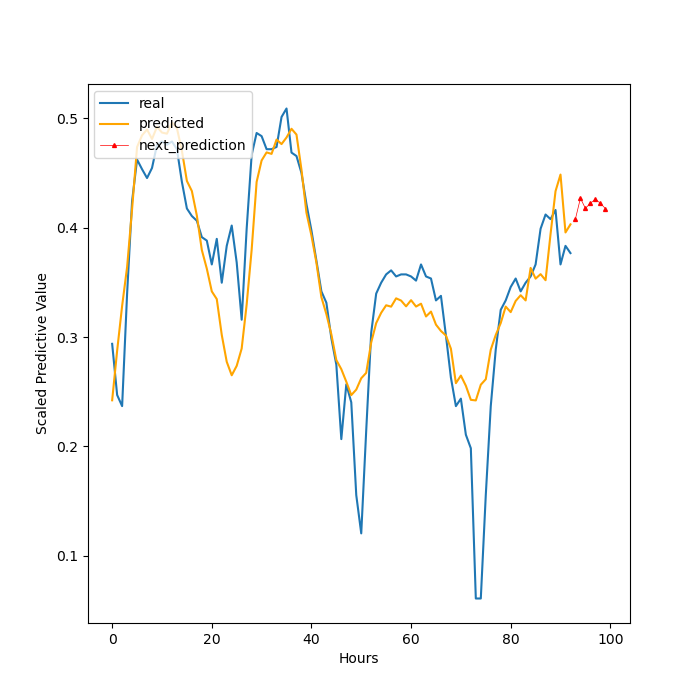 real
predicted
next_prediction
0.5
0.4
0.3
0.2
0.1
Scaled Predictive Value
0 20 40 60 80 100
Hours